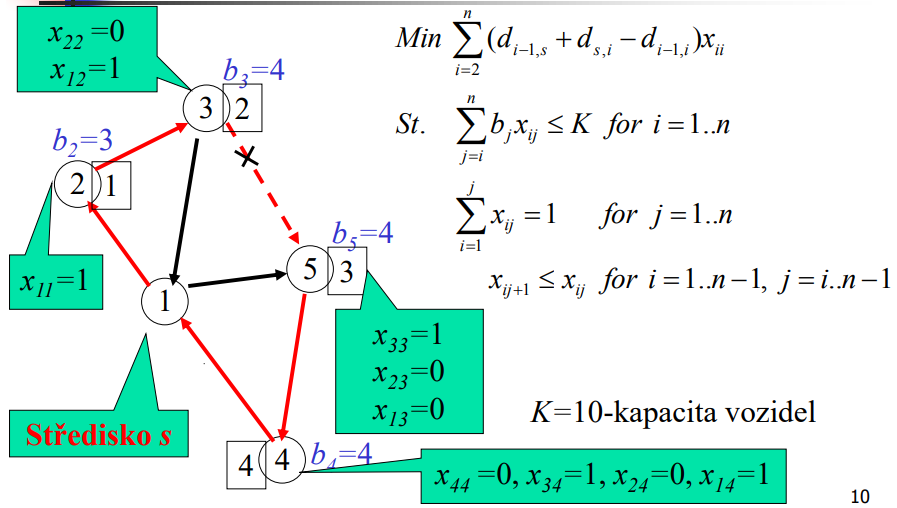 x_{22} =0
x_{12}=1
b_3=4
3 2
b_2=3
2 1
x_{11}=1
b_5=4
5 3
1
x_{33}=1
x_{23}=0
x_{13}=0
Středisko s
4 4 b_4=4
x_{44} =0, x_{34}=1, x_{24}=0, x_{14}=1
Min \sum_{i=2}^{n} (d_{i-1,s} + d_{s,i} − d_{i-1,i}) x_{ii}
St. \sum_{j=i}^{n} b_j x_{ij} ≤ K for i = 1..n
\sum_{i=1}^{j} x_{ij} = 1 for j = 1..n
x_{ij+1} ≤ x_{ij} for i = 1..n − 1, j = i..n − 1
K=10-kapacita vozidel
10